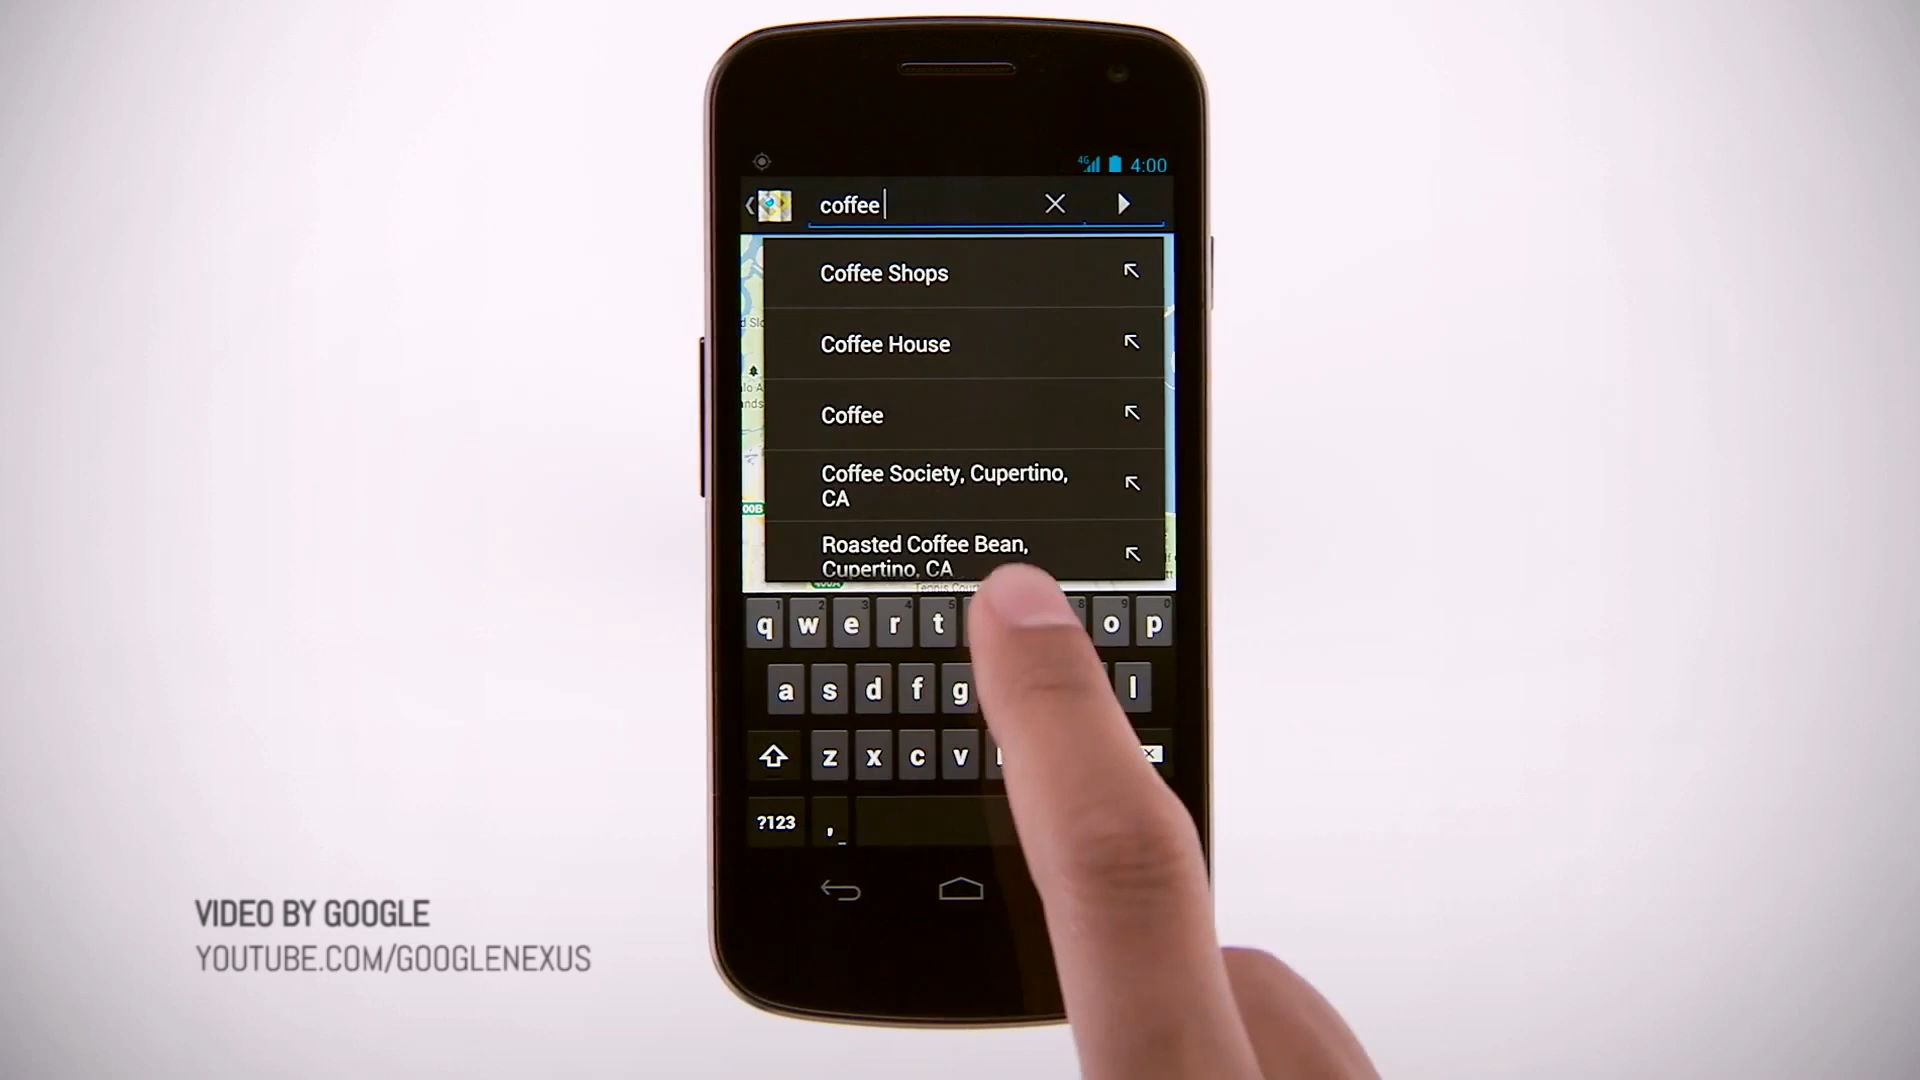 4G 4:00
coffee
Coffee Shops
Coffee House
Coffee
Coffee Society, Cupertino,
CA
Roasted Coffee Bean,
Cupertino, CA
q w e r t o p
a s d f g l
z x c v
?123 ,
VIDEO BY GOOGLE
YOUTUBE.COM/GOOGLENEXUS